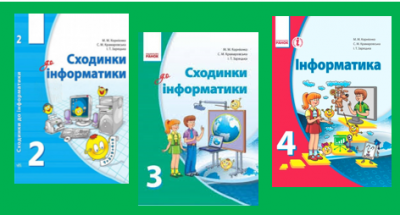 2
Сходинки до інформатики
М. М. Корнієнко
С. М. Крамаровська
І. Т. Зарецька
Сходинки
до
інформатики
2
РАНОК
М. М. Корнієнко
С. М. Крамаровська
І. Т. Зарецька
Сходинки
до
інформатики
3
РАНОК
М. М. Корнієнко
С. М. Крамаровська
І. Т. Зарецька
Інформатика
4